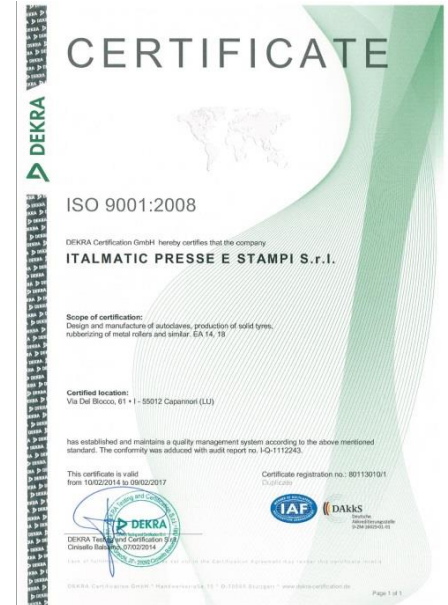 CERTIFICATE
DEKRA
ISO 9001:2008
DEKRA Certification GmbH hereby certifies that the company
ITALMATIC PRESSE E STAMPI S.r.l.
Scope of certification:
Design and manufacture of autoclaves, production of solid tyres,
rubberizing of metal rollers and similar. EA 14, 18
Certified location:
Via Del Blocco, 61 • I - 55012 Capannori (LU)
has established and maintains a quality management system according to the above mentioned
standard. The conformity was adduced with audit report no. I-Q-1112243.
This certificate is valid
from 10/02/2014 to 09/02/2017
Certificate registration no.: 80113010/1
Duplicate
DEKRA
IAF
DAkkS
Deutsche
Akkreditierungsstelle
DEKRA Testing and Certification S.r.l.
Cinisello Balsamo, 07/02/2014
Page 1 of 1